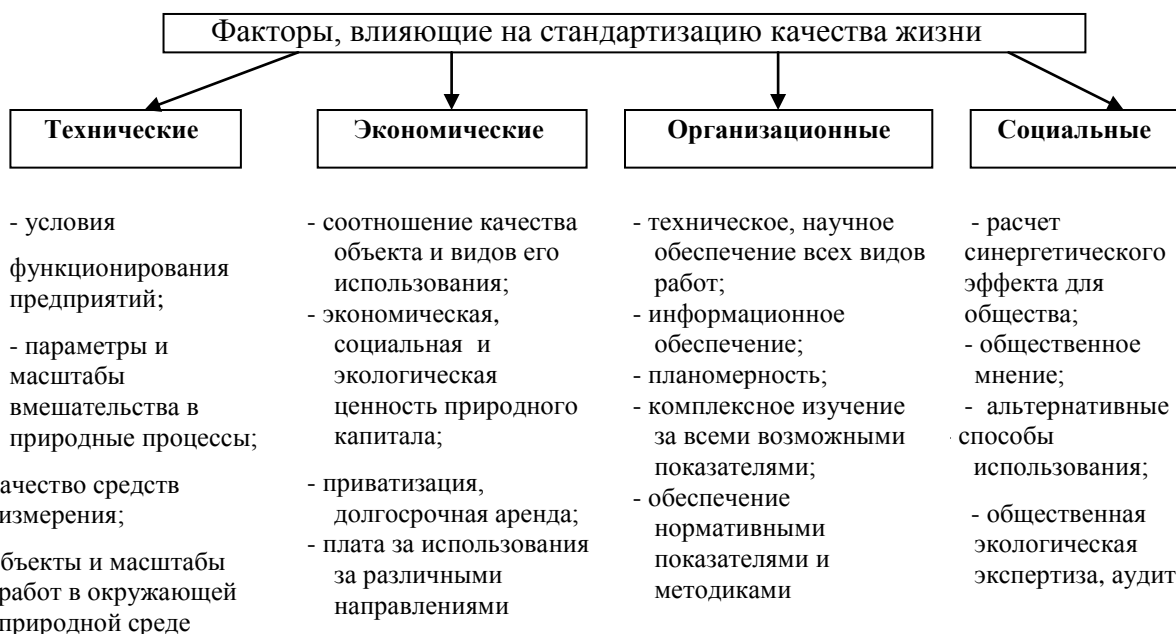 Факторы, влияющие на стандартизацию качества жизни
Технические
- условия
функционирования
предприятий;
- параметры и
масштабы
вмешательства в
природные процессы;
ачество средств
измерения;
бъекты и масштабы
работ в окружающей
природной среде
Экономические
- соотношение качества
объекта и видов его
использования;
- экономическая,
социальная и
экологическая
ценность природного
капитала;
- приватизация,
долгосрочная аренда;
- плата за использования
за различными
направлениями
Организационные
- техническое, научное
обеспечение всех видов
работ;
- информационное
обеспечение;
- планомерность;
- комплексное изучение
за всеми возможными
показателями;
- обеспечение
нормативными
показателями и
методиками
Социальные
- расчет
синергетического
эффекта для
общества;
- общественное
мнение;
- альтернативные
- способы
использования;
- общественная
экологическая
экспертиза, аудит